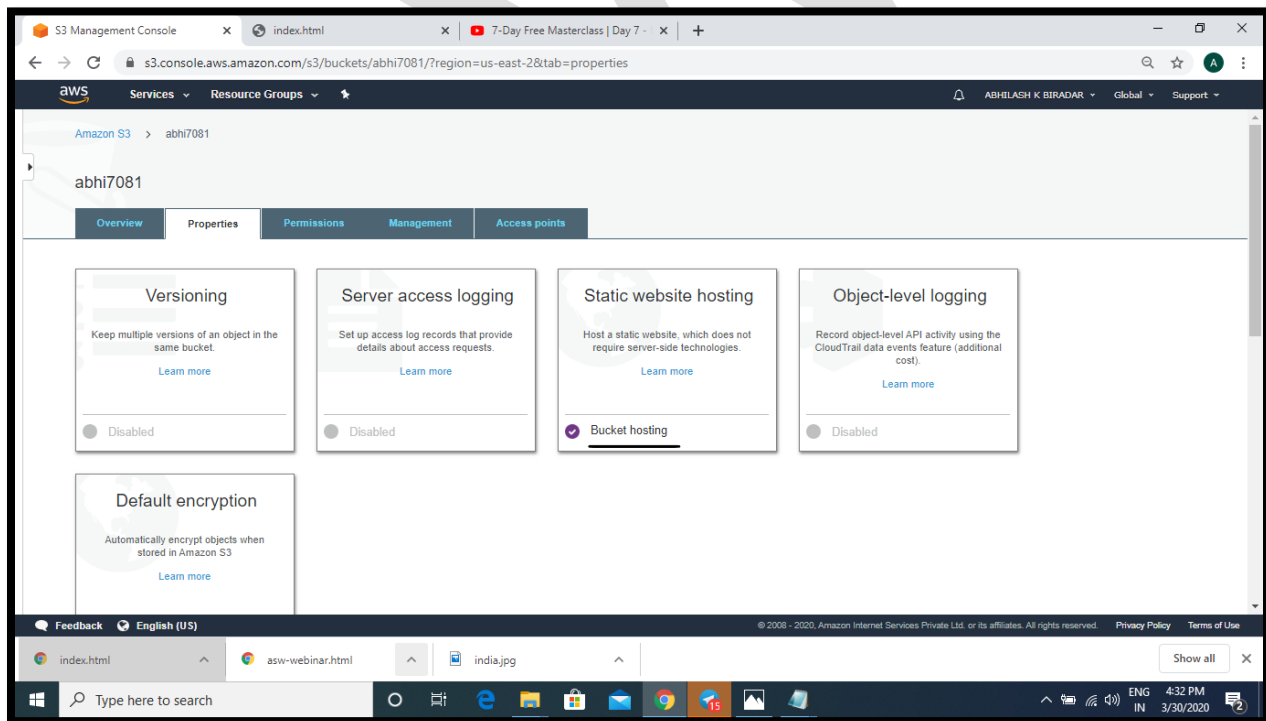 S3 Management Console
index.html
7-Day Free Masterclass | Day 7 -
s3.console.aws.amazon.com/s3/buckets/abhi7081/?region=us-east-2&tab=properties
A
aws
Services
Resource Groups
ABHILASH K BIRADAR
Global
Support
Amazon S3 > abhi7081
abhi7081
Overview
Properties
Permissions
Management
Access points
Versioning
Keep multiple versions of an object in the
same bucket.
Learn more
Disabled
Server access logging
Set up access log records that provide
details about access requests.
Learn more
Disabled
Static website hosting
Host a static website, which does not
require server-side technologies.
Learn more
Bucket hosting
Object-level logging
Record object-level API activity using the
CloudTrail data events feature (additional
cost).
Learn more
Disabled
Default encryption
Automatically encrypt objects when
stored in Amazon S3
Learn more
Feedback
English (US)
© 2008 - 2020, Amazon Internet Services Private Ltd. or its affiliates. All rights reserved.
Privacy Policy
Terms of Use
index.html
asw-webinar.html
india.jpg
Show all
Type here to search
15
ENG
IN
4:32 PM
3/30/2020
2